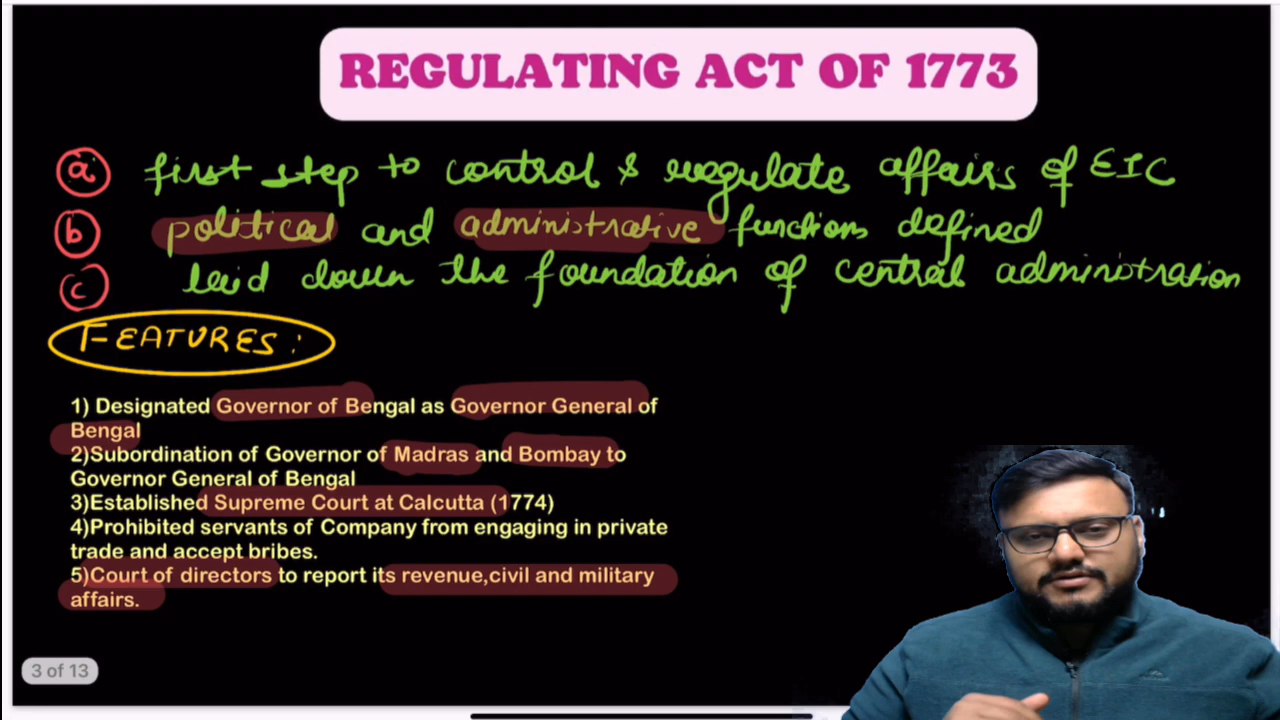 REGULATING ACT OF 1773
a first step to control & regulate affairs of EIC
b political and administrative functions defined
c laid down the foundation of central administration
FEATURES:
1) Designated Governor of Bengal as Governor General of
Bengal
2)Subordination of Governor of Madras and Bombay to
Governor General of Bengal
3)Established Supreme Court at Calcutta (1774)
4)Prohibited servants of Company from engaging in private
trade and accept bribes.
5)Court of directors to report its revenue,civil and military
affairs.
3 of 13